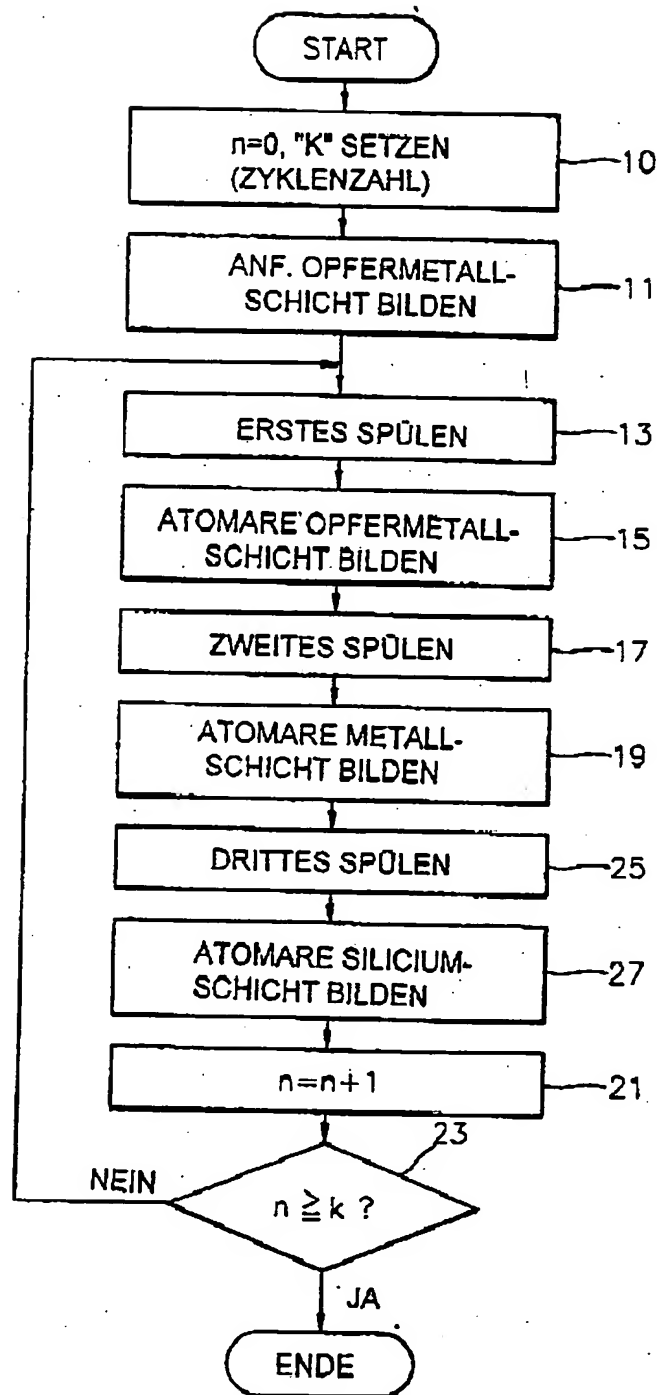 START
n=0, "K" SETZEN
(ZYKLENZAHL)
10
ANF. OPFERMETALL-
SCHICHT BILDEN
11
ERSTES SPÜLEN
13
ATOMARE OPFERMETALL-
SCHICHT BILDEN
15
ZWEITES SPÜLEN
17
ATOMARE METALL-
SCHICHT BILDEN
19
DRITTES SPÜLEN
25
ATOMARE SILICIUM-
SCHICHT BILDEN
27
n=n+1
21
23
NEIN
n ≧ k ?
JA
ENDE